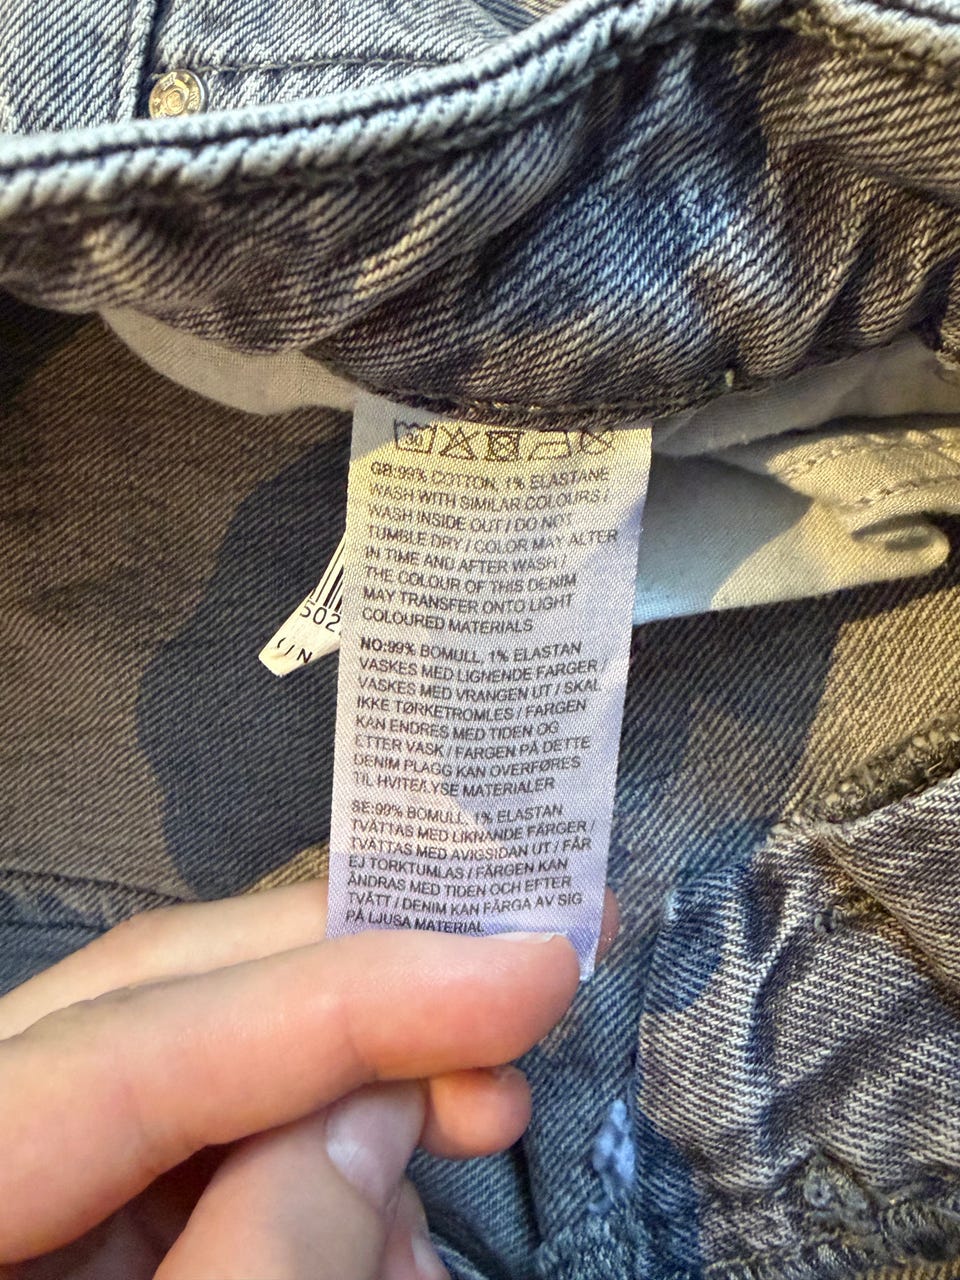 30
GB:99% COTTON, 1% ELASTANE
WASH WITH SIMILAR COLOURS /
WASH INSIDE OUT / DO NOT
TUMBLE DRY / COLOR MAY ALTER
IN TIME AND AFTER WASH /
THE COLOUR OF THIS DENIM
MAY TRANSFER ONTO LIGHT
COLOURED MATERIALS
NO:99% BOMULL, 1% ELASTAN
VASKES MED LIGNENDE FARGER /
VASKES MED VRANGEN UT / SKAL
IKKE TØRKETROMLES / FARGEN
KAN ENDRES MED TIDEN OG
ETTER VASK / FARGEN PÅ DETTE
DENIM PLAGG KAN OVERFØRES
TIL HVITE/LYSE MATERIALER
SE:99% BOMULL, 1% ELASTAN
TVÄTTAS MED LIKNANDE FÄRGER /
TVÄTTAS MED AVIGSIDAN UT / FÅR
EJ TORKTUMLAS / FÄRGEN KAN
ÄNDRAS MED TIDEN OCH EFTER
TVÄTT / DENIM KAN FÄRGA AV SIG
PÅ LJUSA MATERIAL
502